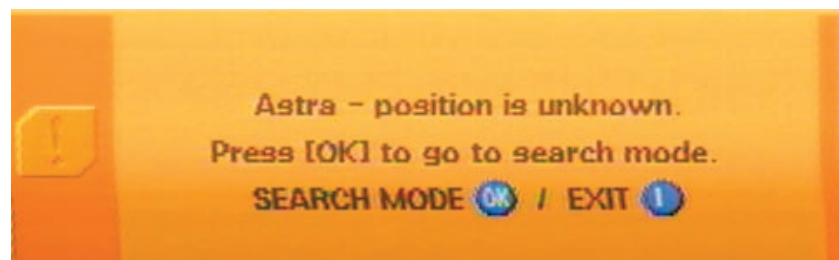 Astra - position is unknown.
Press [OK] to go to search mode.
SEARCH MODE OK / EXIT i